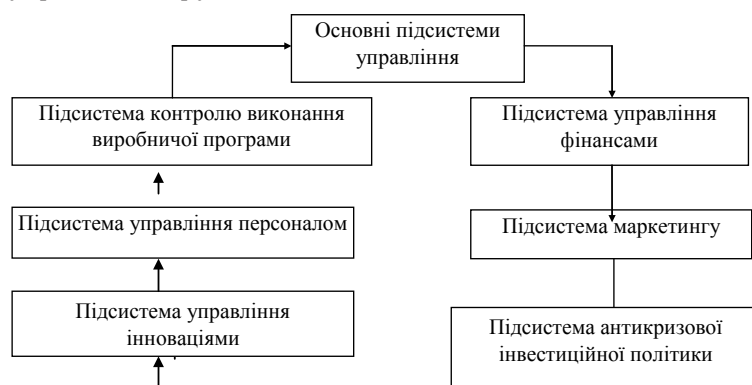 Основні підсистеми
управління
Підсистема контролю виконання
виробничої програми
Підсистема управління
фінансами
Підсистема управління персоналом
Підсистема маркетингу
Підсистема управління
інноваціями
Підсистема антикризової
інвестиційної політики